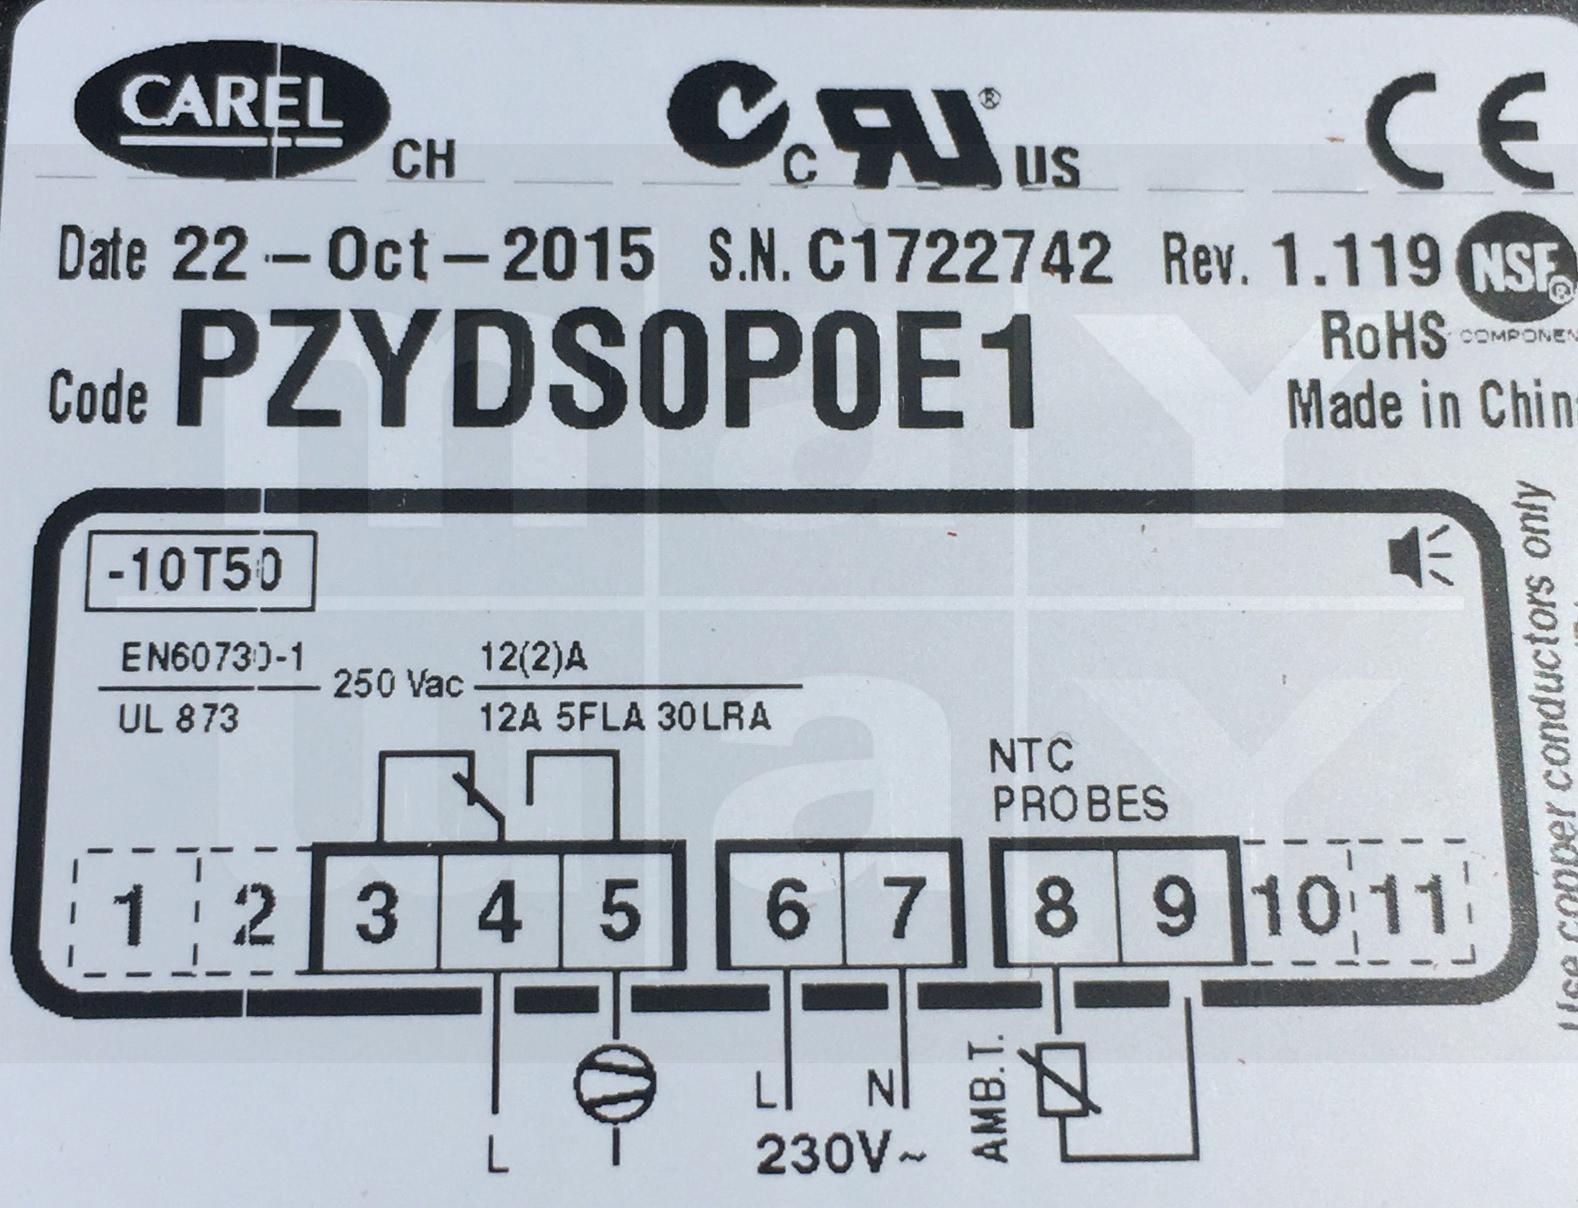 CAREL CH C US ® CE
Date 22-Oct-2015 S.N. C1722742 Rev. 1.119 NSF®
Code PZYDS0P0E1 RoHS
Made in Chin
-10T50
EN60730-1 250 Vac 12(2)A
UL 873 12A 5FLA 30LRA
NTC
PROBES
1 2 3 4 5 6 7 8 9 10 11
L L N
230V~
AMB.T.
Use copper conductors only
may
way